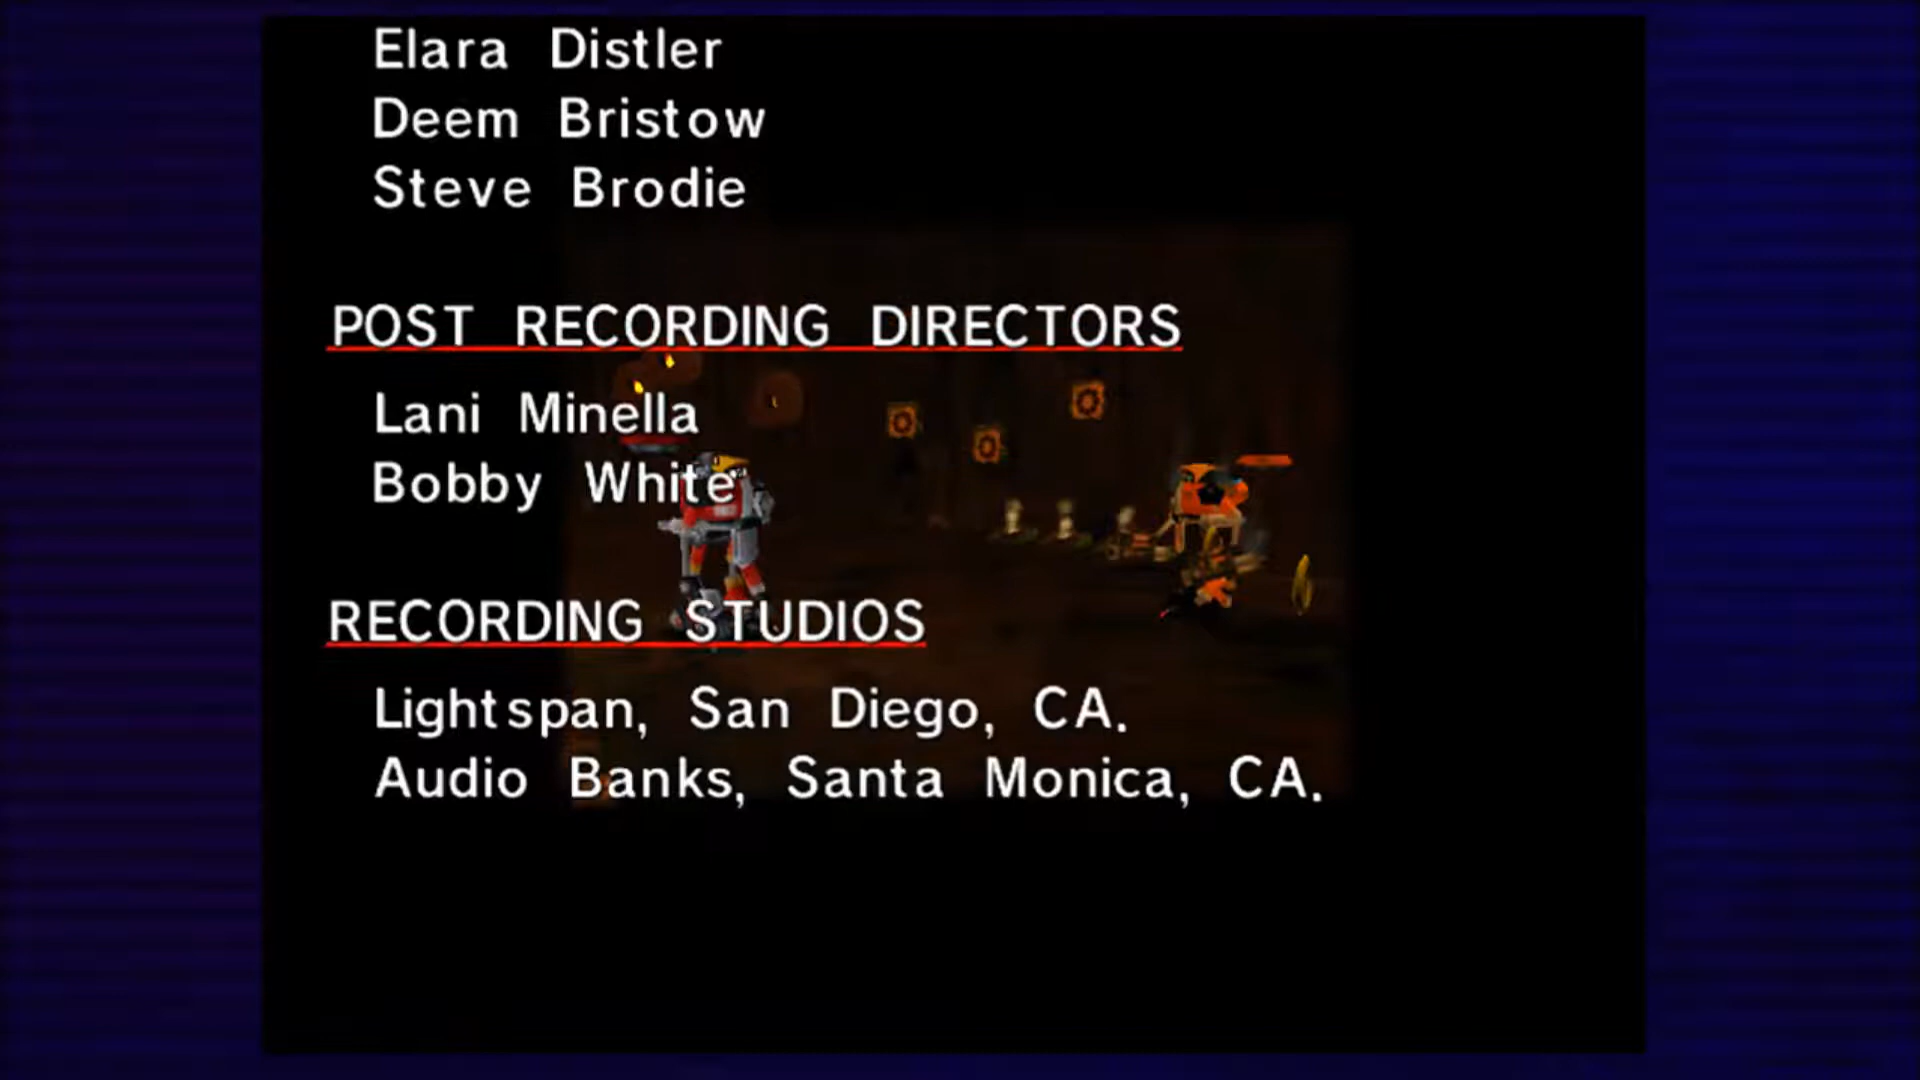 Elara Distler
Deem Bristow
Steve Brodie
POST RECORDING DIRECTORS
Lani Minella
Bobby White
RECORDING STUDIOS
Lightspan, San Diego, CA.
Audio Banks, Santa Monica, CA.